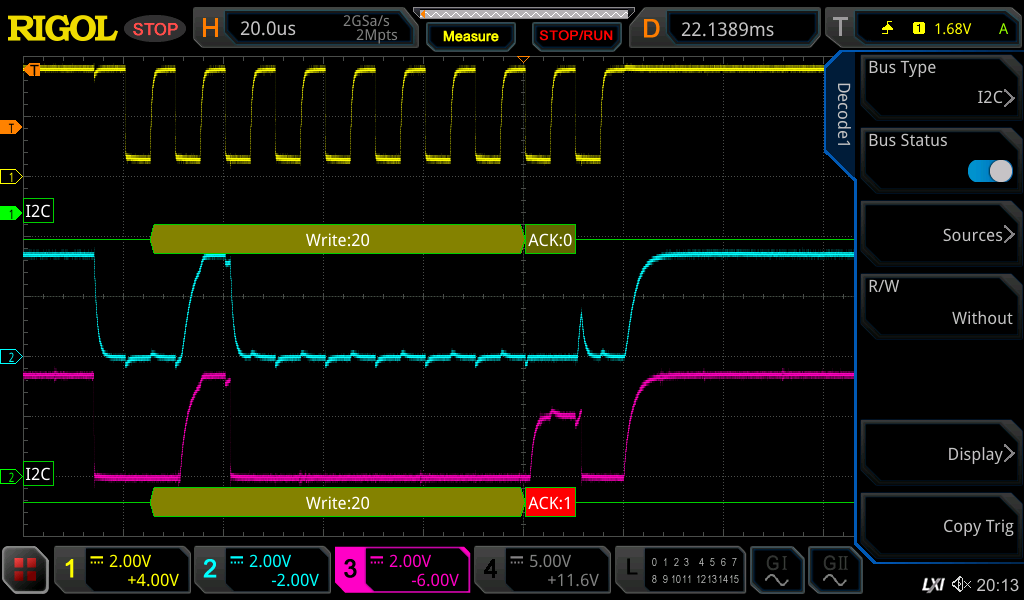 RIGOL STOP H 20.0us 2GSa/s 2Mpts Measure STOP/RUN D 22.1389ms T 1 1.68V A
T
Bus Type
I2C
Decode1
T
Bus Status
1
1 I2C
Sources
Write:20 ACK:0
R/W
Without
2
Display
2 I2C
Write:20 ACK:1
Copy Trig
1 2.00V +4.00V 2 2.00V -2.00V 3 2.00V -6.00V 4 5.00V +11.6V L 0 1 2 3 4 5 6 7 GI GII
8 9 10 11 12 13 14 15
LXI 20:13